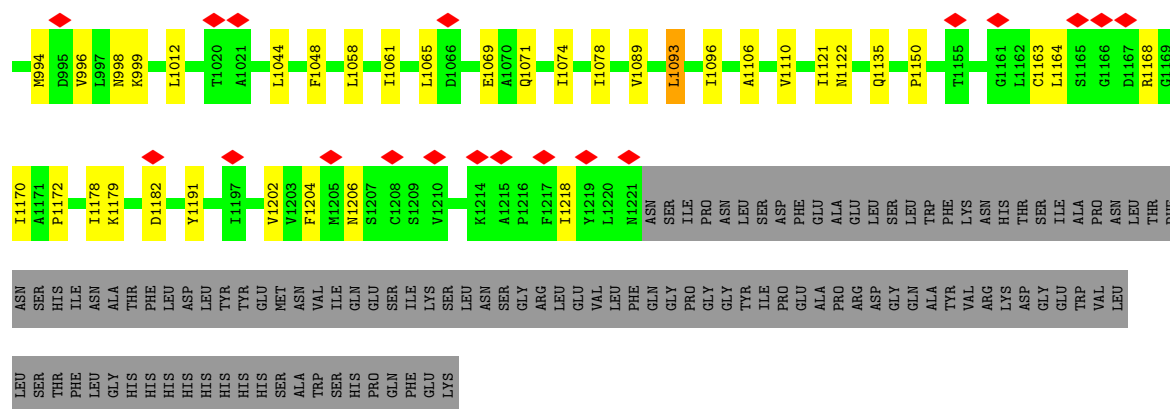 M994 D995 V996 L997 N998 K999 L1012 T1020 A1021 L1044 F1048 L1058 I1061 L1065 D1066 E1069 A1070 Q1071 I1074 I1078 V1089 L1093 I1096 A1106 V1110 I1121 N1122 Q1135 P1150 T1155 G1161 L1162 C1163 L1164 S1165 G1166 D1167 R1168 G1169
I1170 A1171 P1172 I1178 K1179 D1182 Y1191 I1197 V1202 V1203 F1204 M1205 N1206 S1207 C1208 S1209 V1210 K1214 A1215 P1216 F1217 I1218 Y1219 L1220 N1221 ASN SER ILE PRO ASN LEU SER ASP PHE GLU ALA GLU LEU SER LEU TRP PHE LYS ASN HIS THR SER ILE ALA PRO ASN LEU THR PHE
ASN SER HIS ILE ASN ALA THR PHE LEU ASP LEU TYR TYR GLU MET ASN VAL ILE GLN GLU SER ILE LYS SER LEU ASN SER GLY ARG LEU GLU VAL LEU PHE GLN GLY PRO GLY GLY TYR ILE PRO GLU ALA PRO ARG ASP GLY GLN ALA TYR VAL ARG LYS ASP GLY GLU TRP VAL LEU
LEU SER THR PHE LEU GLY HIS HIS HIS HIS HIS HIS HIS HIS SER ALA TRP SER HIS PRO GLN PHE GLU LYS